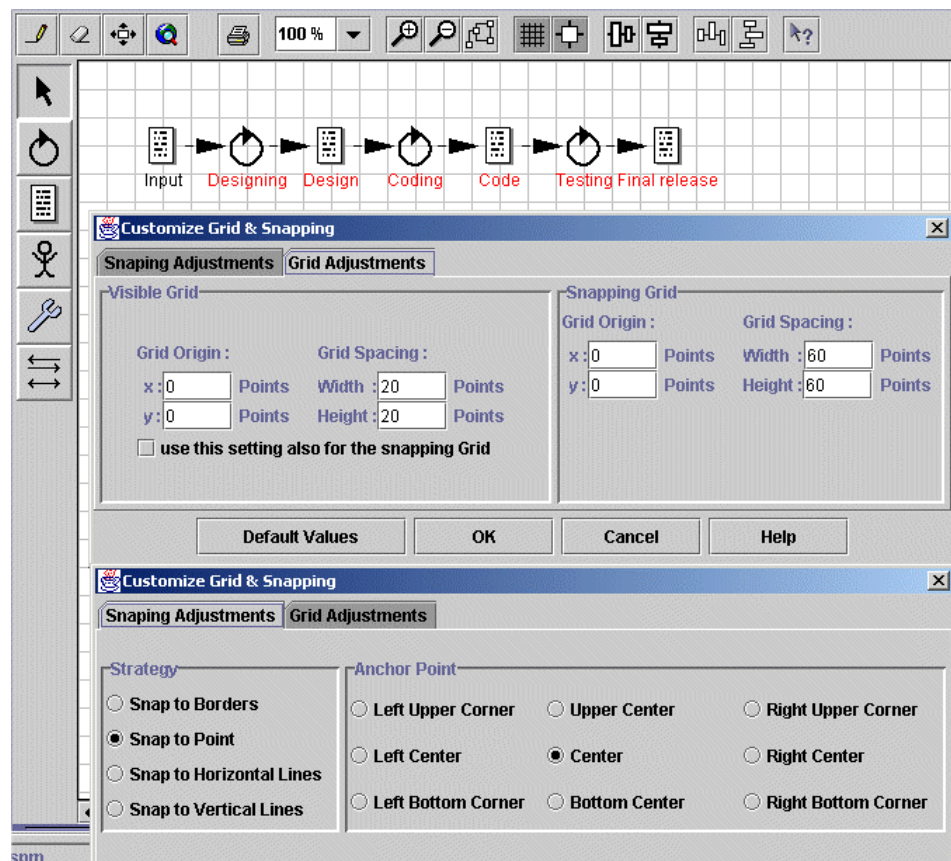 100 %
Input Designing Design Coding Code Testing Final release
Customize Grid & Snapping
Snaping Adjustments Grid Adjustments
Visible Grid
Grid Origin : Grid Spacing :
x : 0 Points Width : 20 Points
y : 0 Points Height : 20 Points
use this setting also for the snapping Grid
Snapping Grid
Grid Origin : Grid Spacing :
x : 0 Points Width : 60 Points
y : 0 Points Height : 60 Points
Default Values OK Cancel Help
Customize Grid & Snapping
Snaping Adjustments Grid Adjustments
Strategy
Snap to Borders
Snap to Point
Snap to Horizontal Lines
Snap to Vertical Lines
Anchor Point
Left Upper Corner Upper Center Right Upper Corner
Left Center Center Right Center
Left Bottom Corner Bottom Center Right Bottom Corner
spm